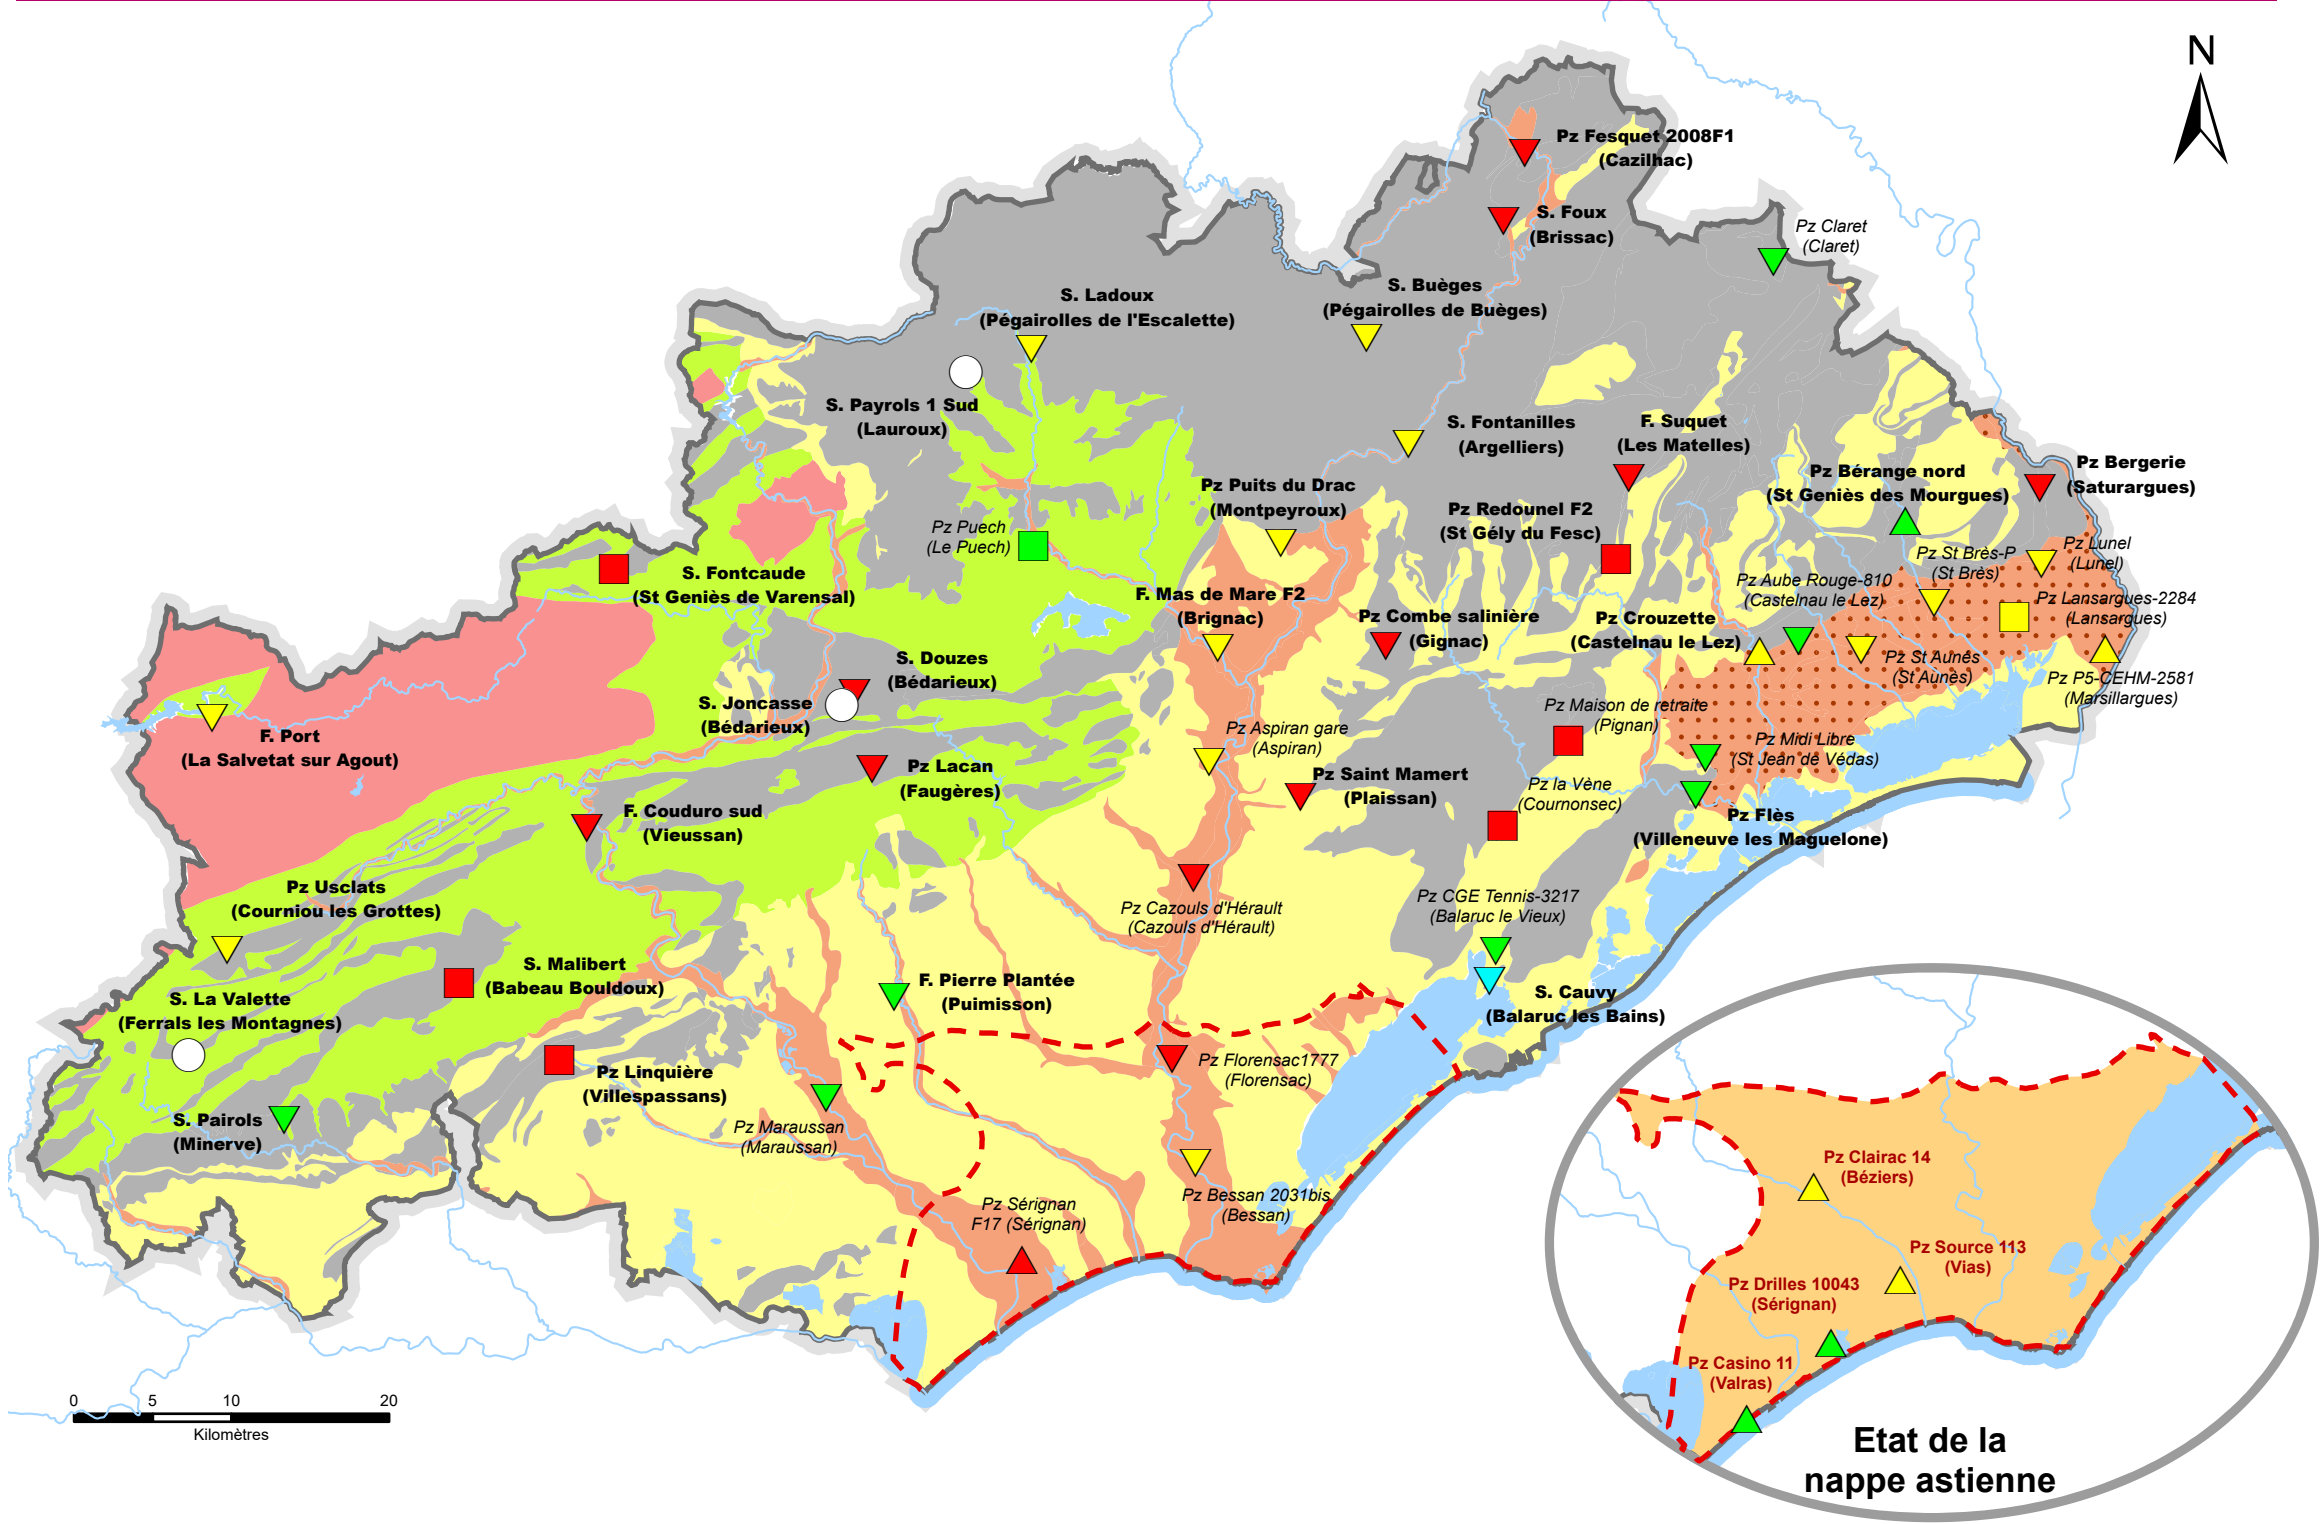 N
Pz Fesquet 2008F1
(Cazilhac)
S. Foux
(Brissac)
Pz Claret
(Claret)
S. Ladoux
(Pégairolles de l'Escalette)
S. Buèges
(Pégairolles de Buèges)
S. Payrols 1 Sud
(Lauroux)
S. Fontanilles
(Argelliers)
F. Suquet
(Les Matelles)
Pz Bérange nord
(St Geniès des Mourgues)
Pz Bergerie
(Saturargues)
Pz Puits du Drac
(Montpeyroux)
Pz Redounel F2
(St Gély du Fesc)
Pz Puech
(Le Puech)
Pz St Brès-P
(St Brès)
Pz Lunel
(Lunel)
S. Fontcaude
(St Geniès de Varensal)
Pz Aube Rouge-810
(Castelnau le Lez)
F. Mas de Mare F2
(Brignac)
Pz Lansargues-2284
(Lansargues)
Pz Combe salinière
(Gignac)
Pz Crouzette
(Castelnau le Lez)
S. Douzes
(Bédarieux)
Pz St Aunès
(St Aunès)
Pz P5-CEHM-2581
(Marsillargues)
S. Joncasse
(Bédarieux)
Pz Maison de retraite
(Pignan)
F. Port
(La Salvetat sur Agout)
Pz Aspiran gare
(Aspiran)
Pz Midi Libre
(St Jean de Védas)
Pz Lacan
(Faugères)
Pz Saint Mamert
(Plaissan)
Pz la Vène
(Cournonsec)
F. Couduro sud
(Vieussan)
Pz Flès
(Villeneuve les Maguelone)
Pz Usclats
(Courniou les Grottes)
Pz Cazouls d'Hérault
(Cazouls d'Hérault)
Pz CGE Tennis-3217
(Balaruc le Vieux)
S. Malibert
(Babeau Bouldoux)
F. Pierre Plantée
(Puimisson)
S. Cauvy
(Balaruc les Bains)
S. La Valette
(Ferrals les Montagnes)
Pz Linquière
(Villespassans)
Pz Florensac1777
(Florensac)
S. Pairols
(Minerve)
Pz Maraussan
(Maraussan)
Pz Sérignan
F17 (Sérignan)
Pz Bessan 2031bis
(Bessan)
Pz Clairac 14
(Béziers)
Pz Source 113
(Vias)
Pz Drilles 10043
(Sérignan)
Pz Casino 11
(Valras)
0 5 10 20
Kilomètres
Etat de la
nappe astienne